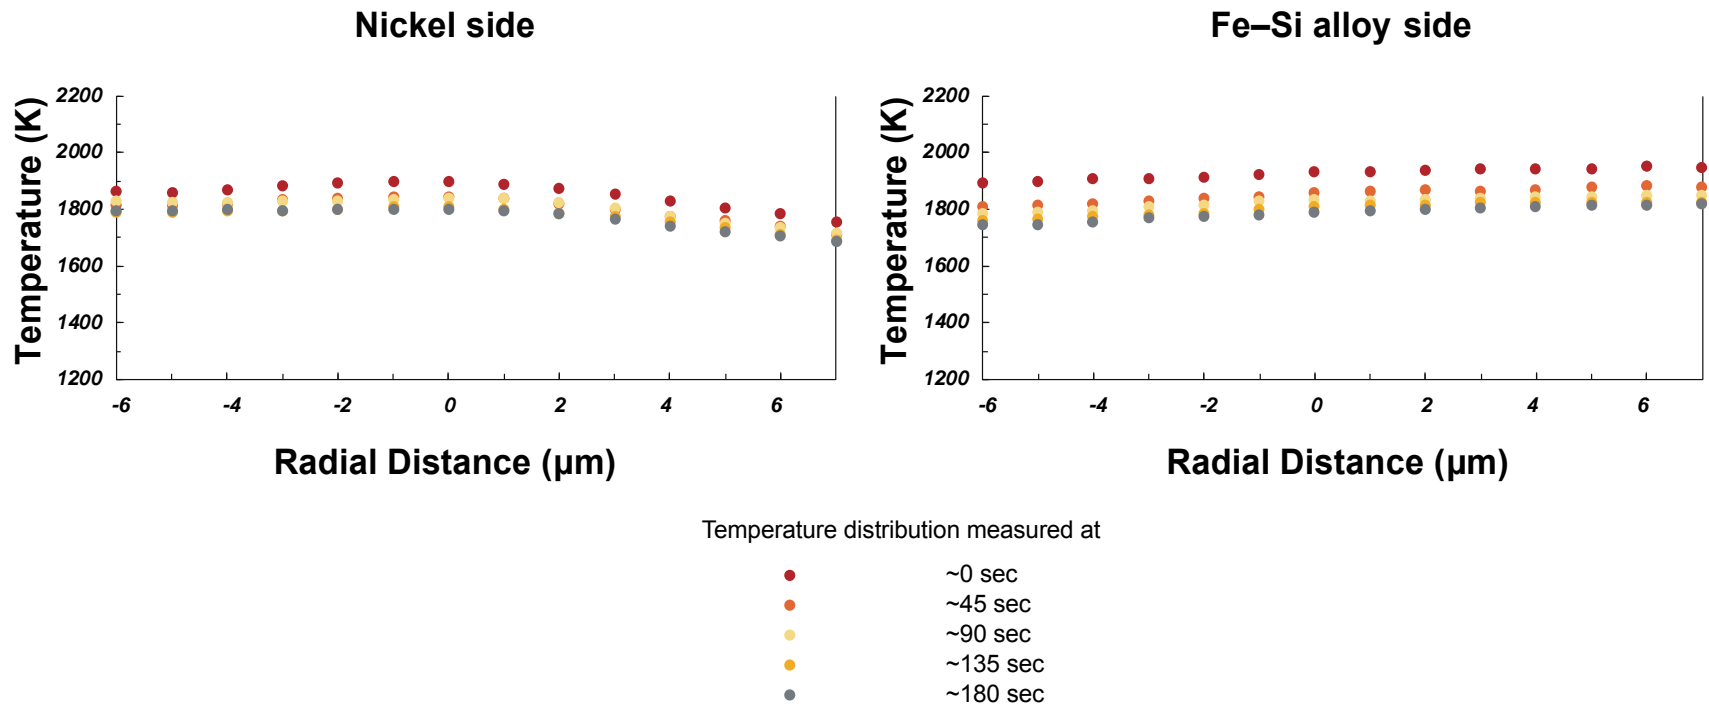 Nickel side
Temperature (K)
2200
2000
1800
1600
1400
1200
-6 -4 -2 0 2 4 6
Radial Distance (µm)
Fe–Si alloy side
Temperature (K)
2200
2000
1800
1600
1400
1200
-6 -4 -2 0 2 4 6
Radial Distance (µm)
Temperature distribution measured at
~0 sec
~45 sec
~90 sec
~135 sec
~180 sec